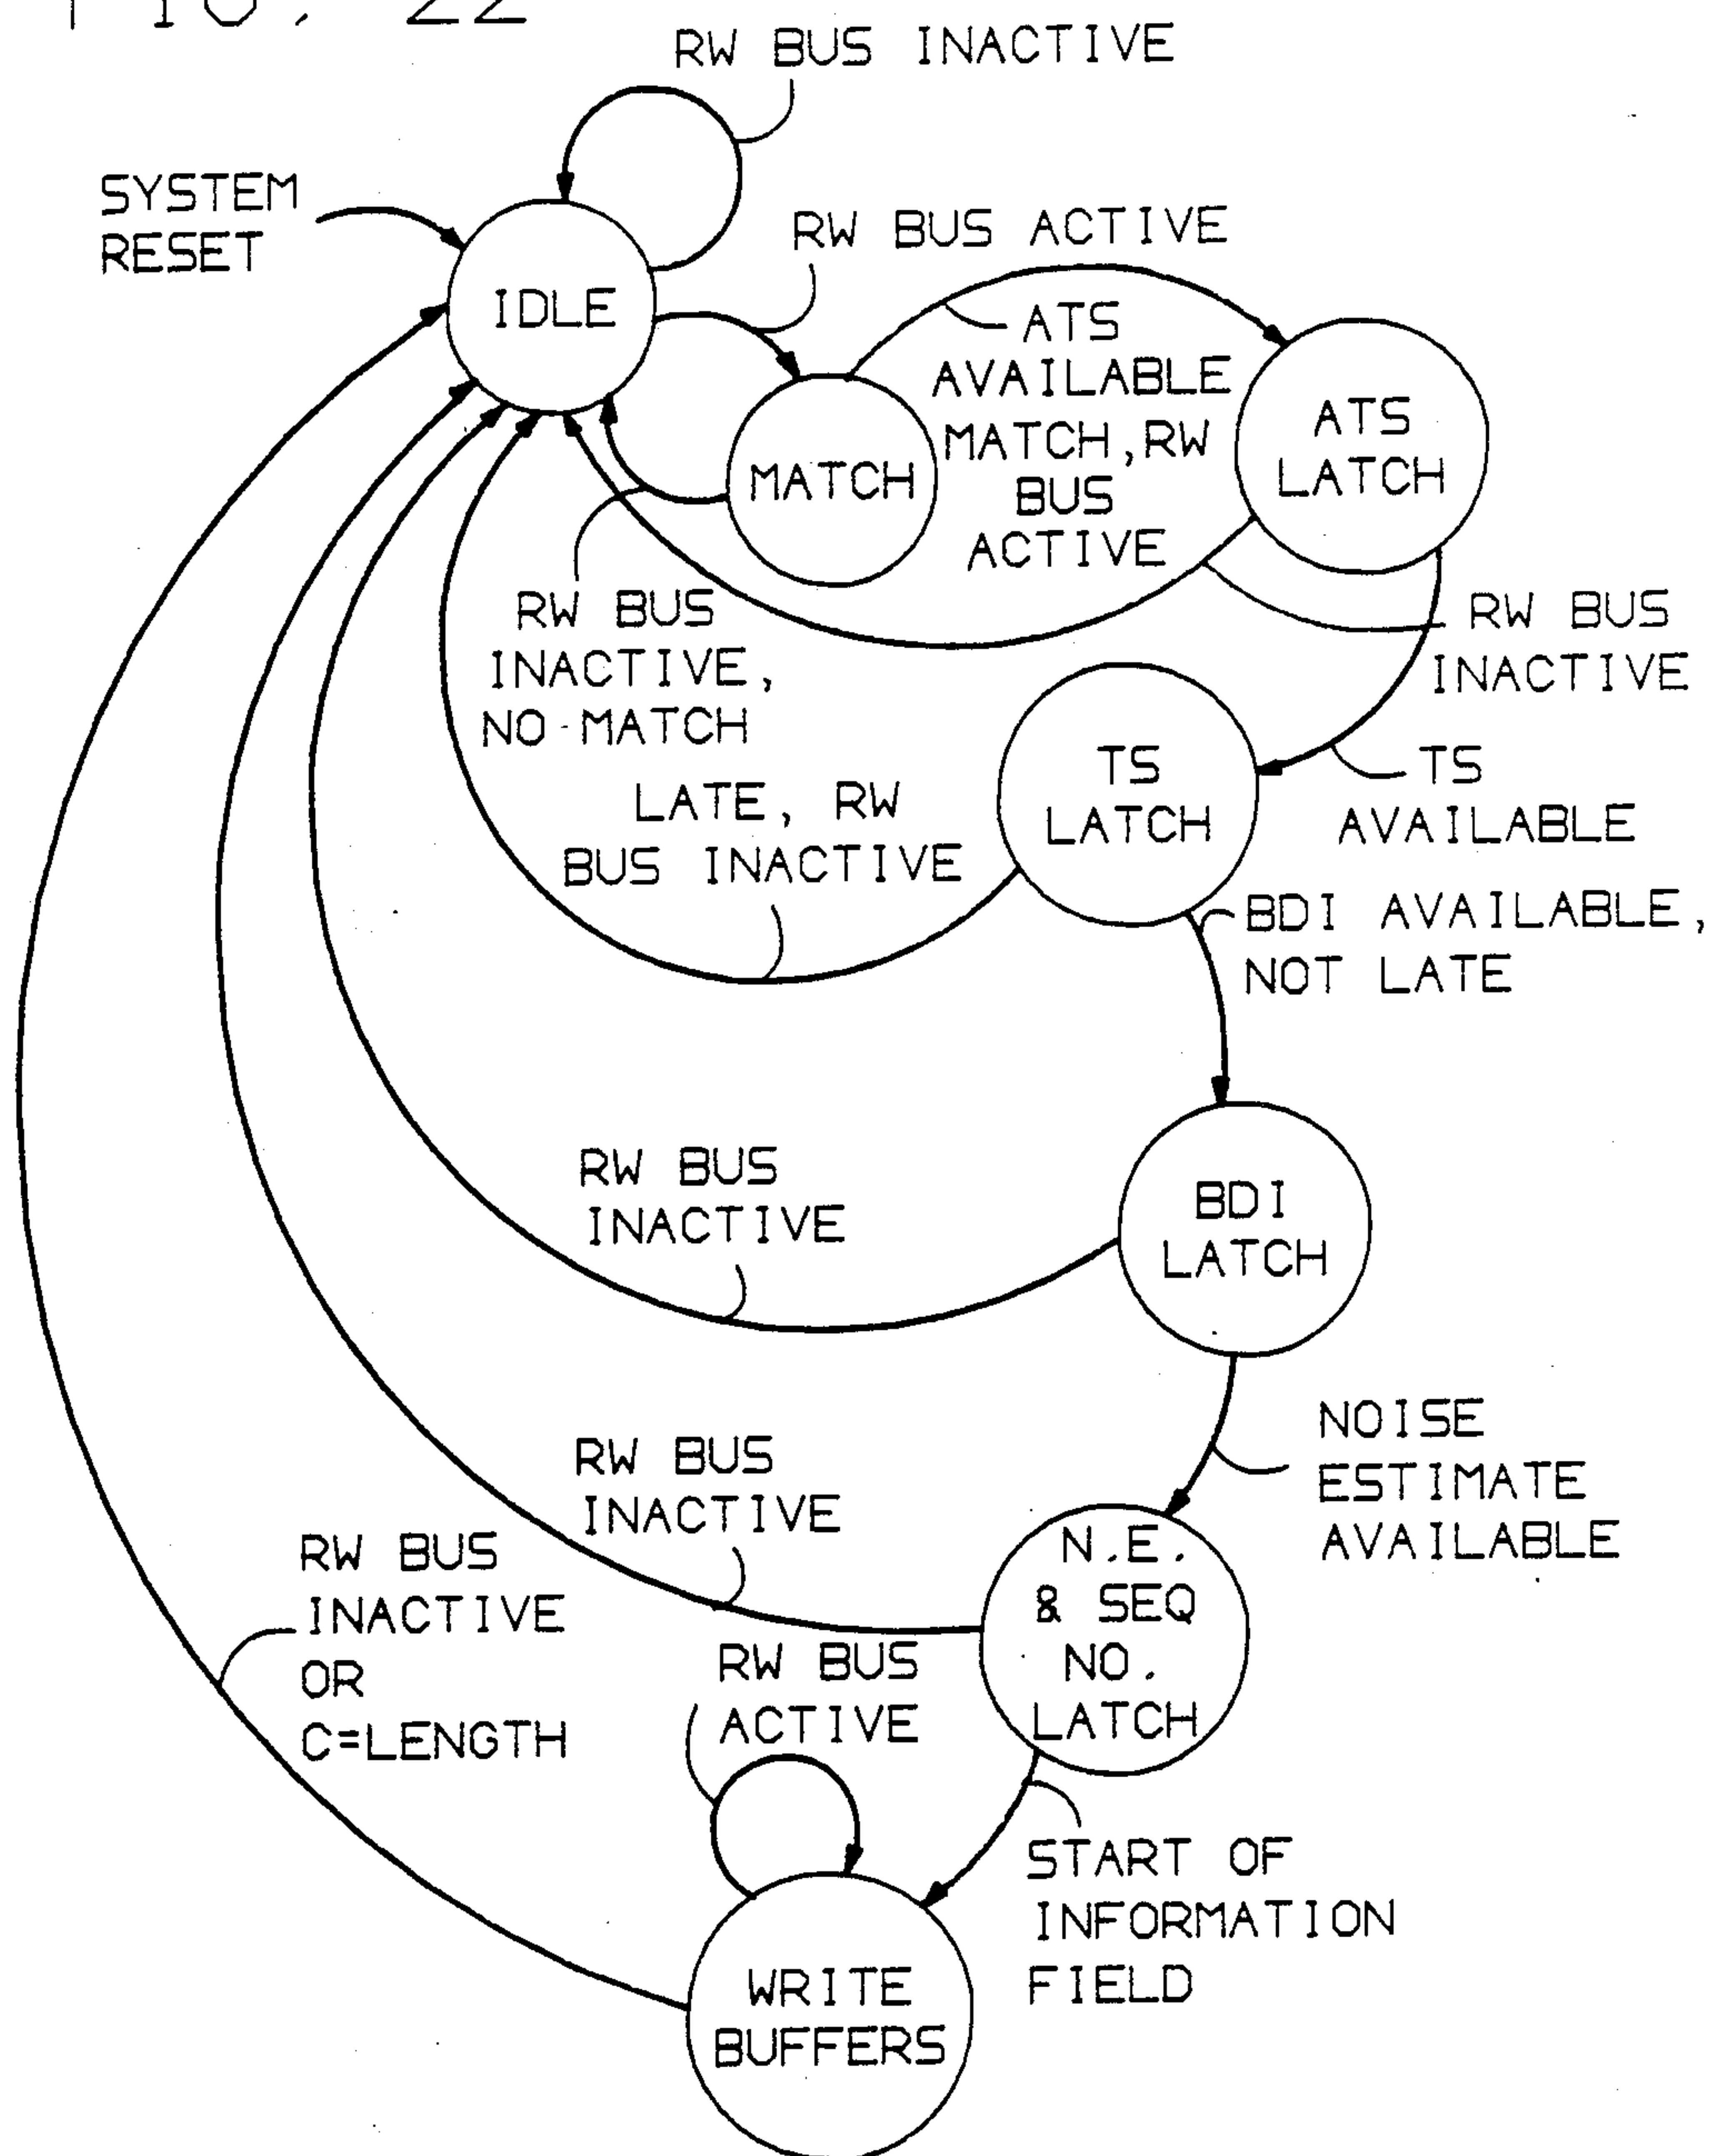 FIG. 22
RW BUS INACTIVE
SYSTEM
RESET
RW BUS ACTIVE
IDLE
ATS
AVAILABLE
MATCH, RW
BUS
ACTIVE
ATS
LATCH
MATCH
RW BUS
INACTIVE,
NO MATCH
RW BUS
INACTIVE
TS
LATCH
TS
AVAILABLE
LATE, RW
BUS INACTIVE
BDI AVAILABLE,
NOT LATE
RW BUS
INACTIVE
BDI
LATCH
NOISE
ESTIMATE
AVAILABLE
RW BUS
INACTIVE
N.E.
& SEQ
NO.
LATCH
RW BUS
INACTIVE
OR
C=LENGTH
RW BUS
ACTIVE
START OF
INFORMATION
FIELD
WRITE
BUFFERS